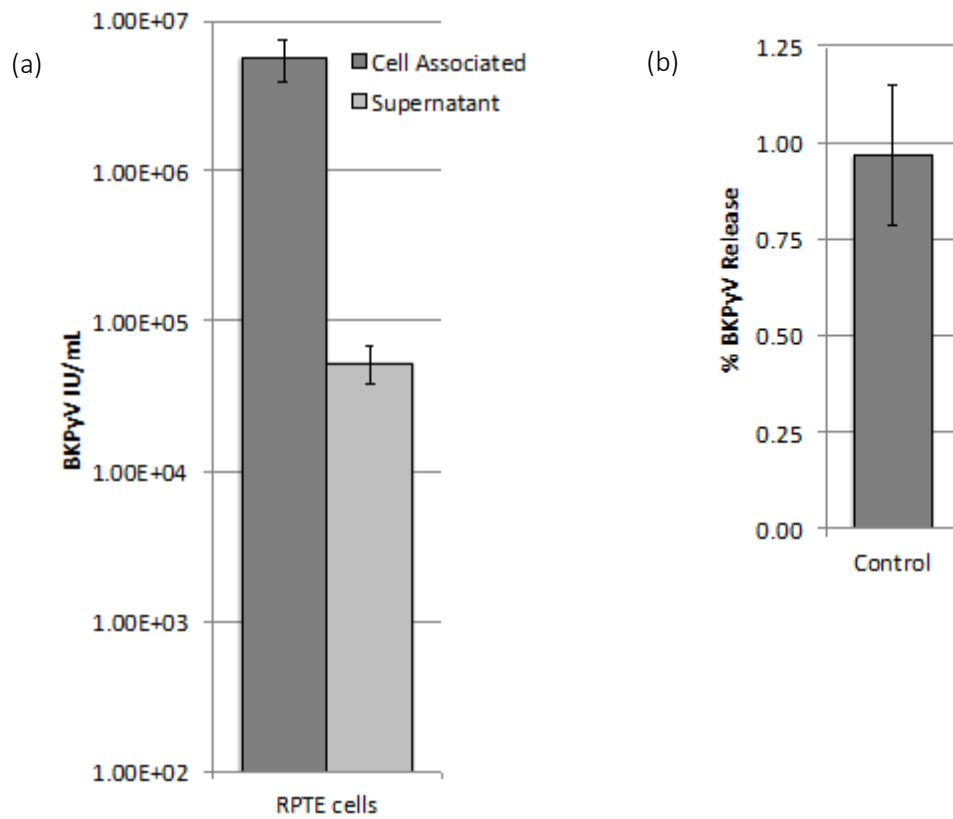 (a)
BKPyV IU/mL
1.00E+07
1.00E+06
1.00E+05
1.00E+04
1.00E+03
1.00E+02
Cell Associated
Supernatant
RPTE cells
(b)
% BKPyV Release
1.25
1.00
0.75
0.50
0.25
0.00
Control